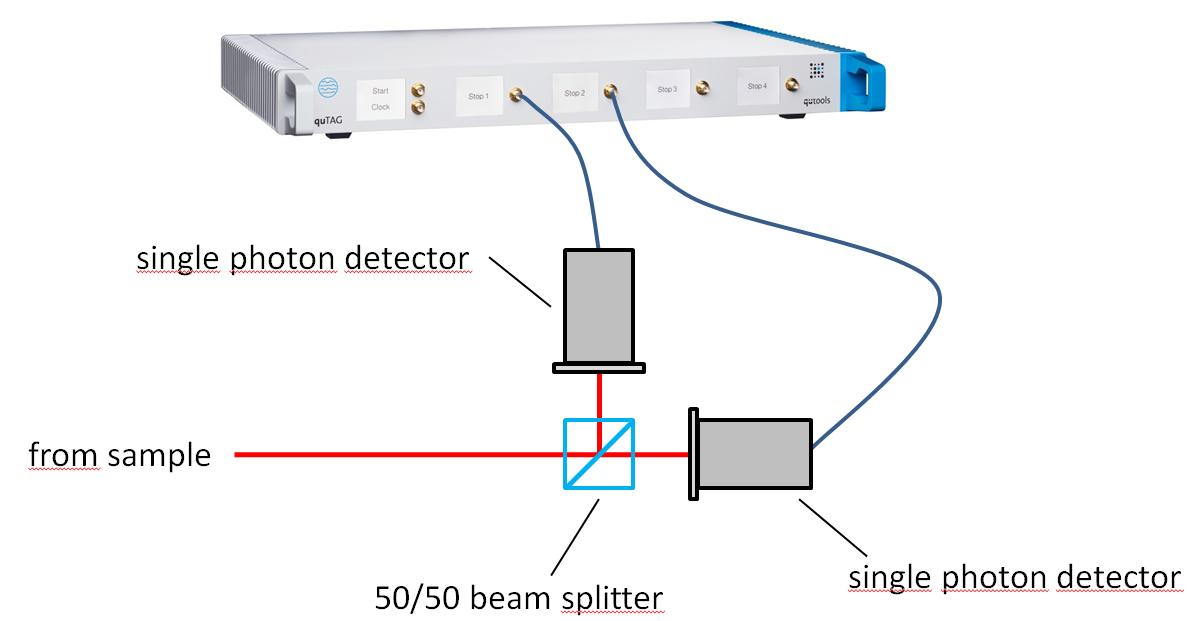 Start
Clock
Stop 1
Stop 2
Stop 3
Stop 4
quTAG
qutools
single photon detector
from sample
50/50 beam splitter
single photon detector